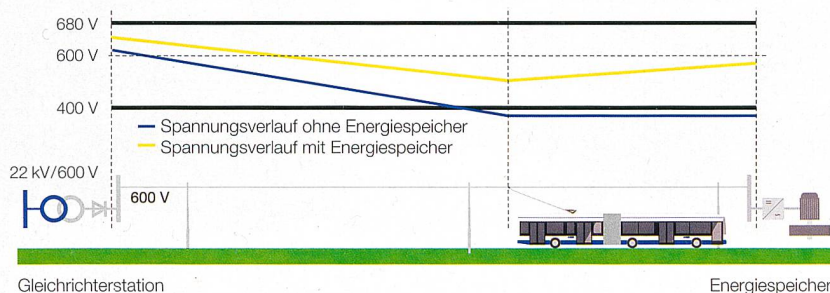 680 V
600 V
400 V
Spannungsverlauf ohne Energiespeicher
Spannungsverlauf mit Energiespeicher
22 kV/600 V
600 V
Gleichrichterstation
Energiespeicher